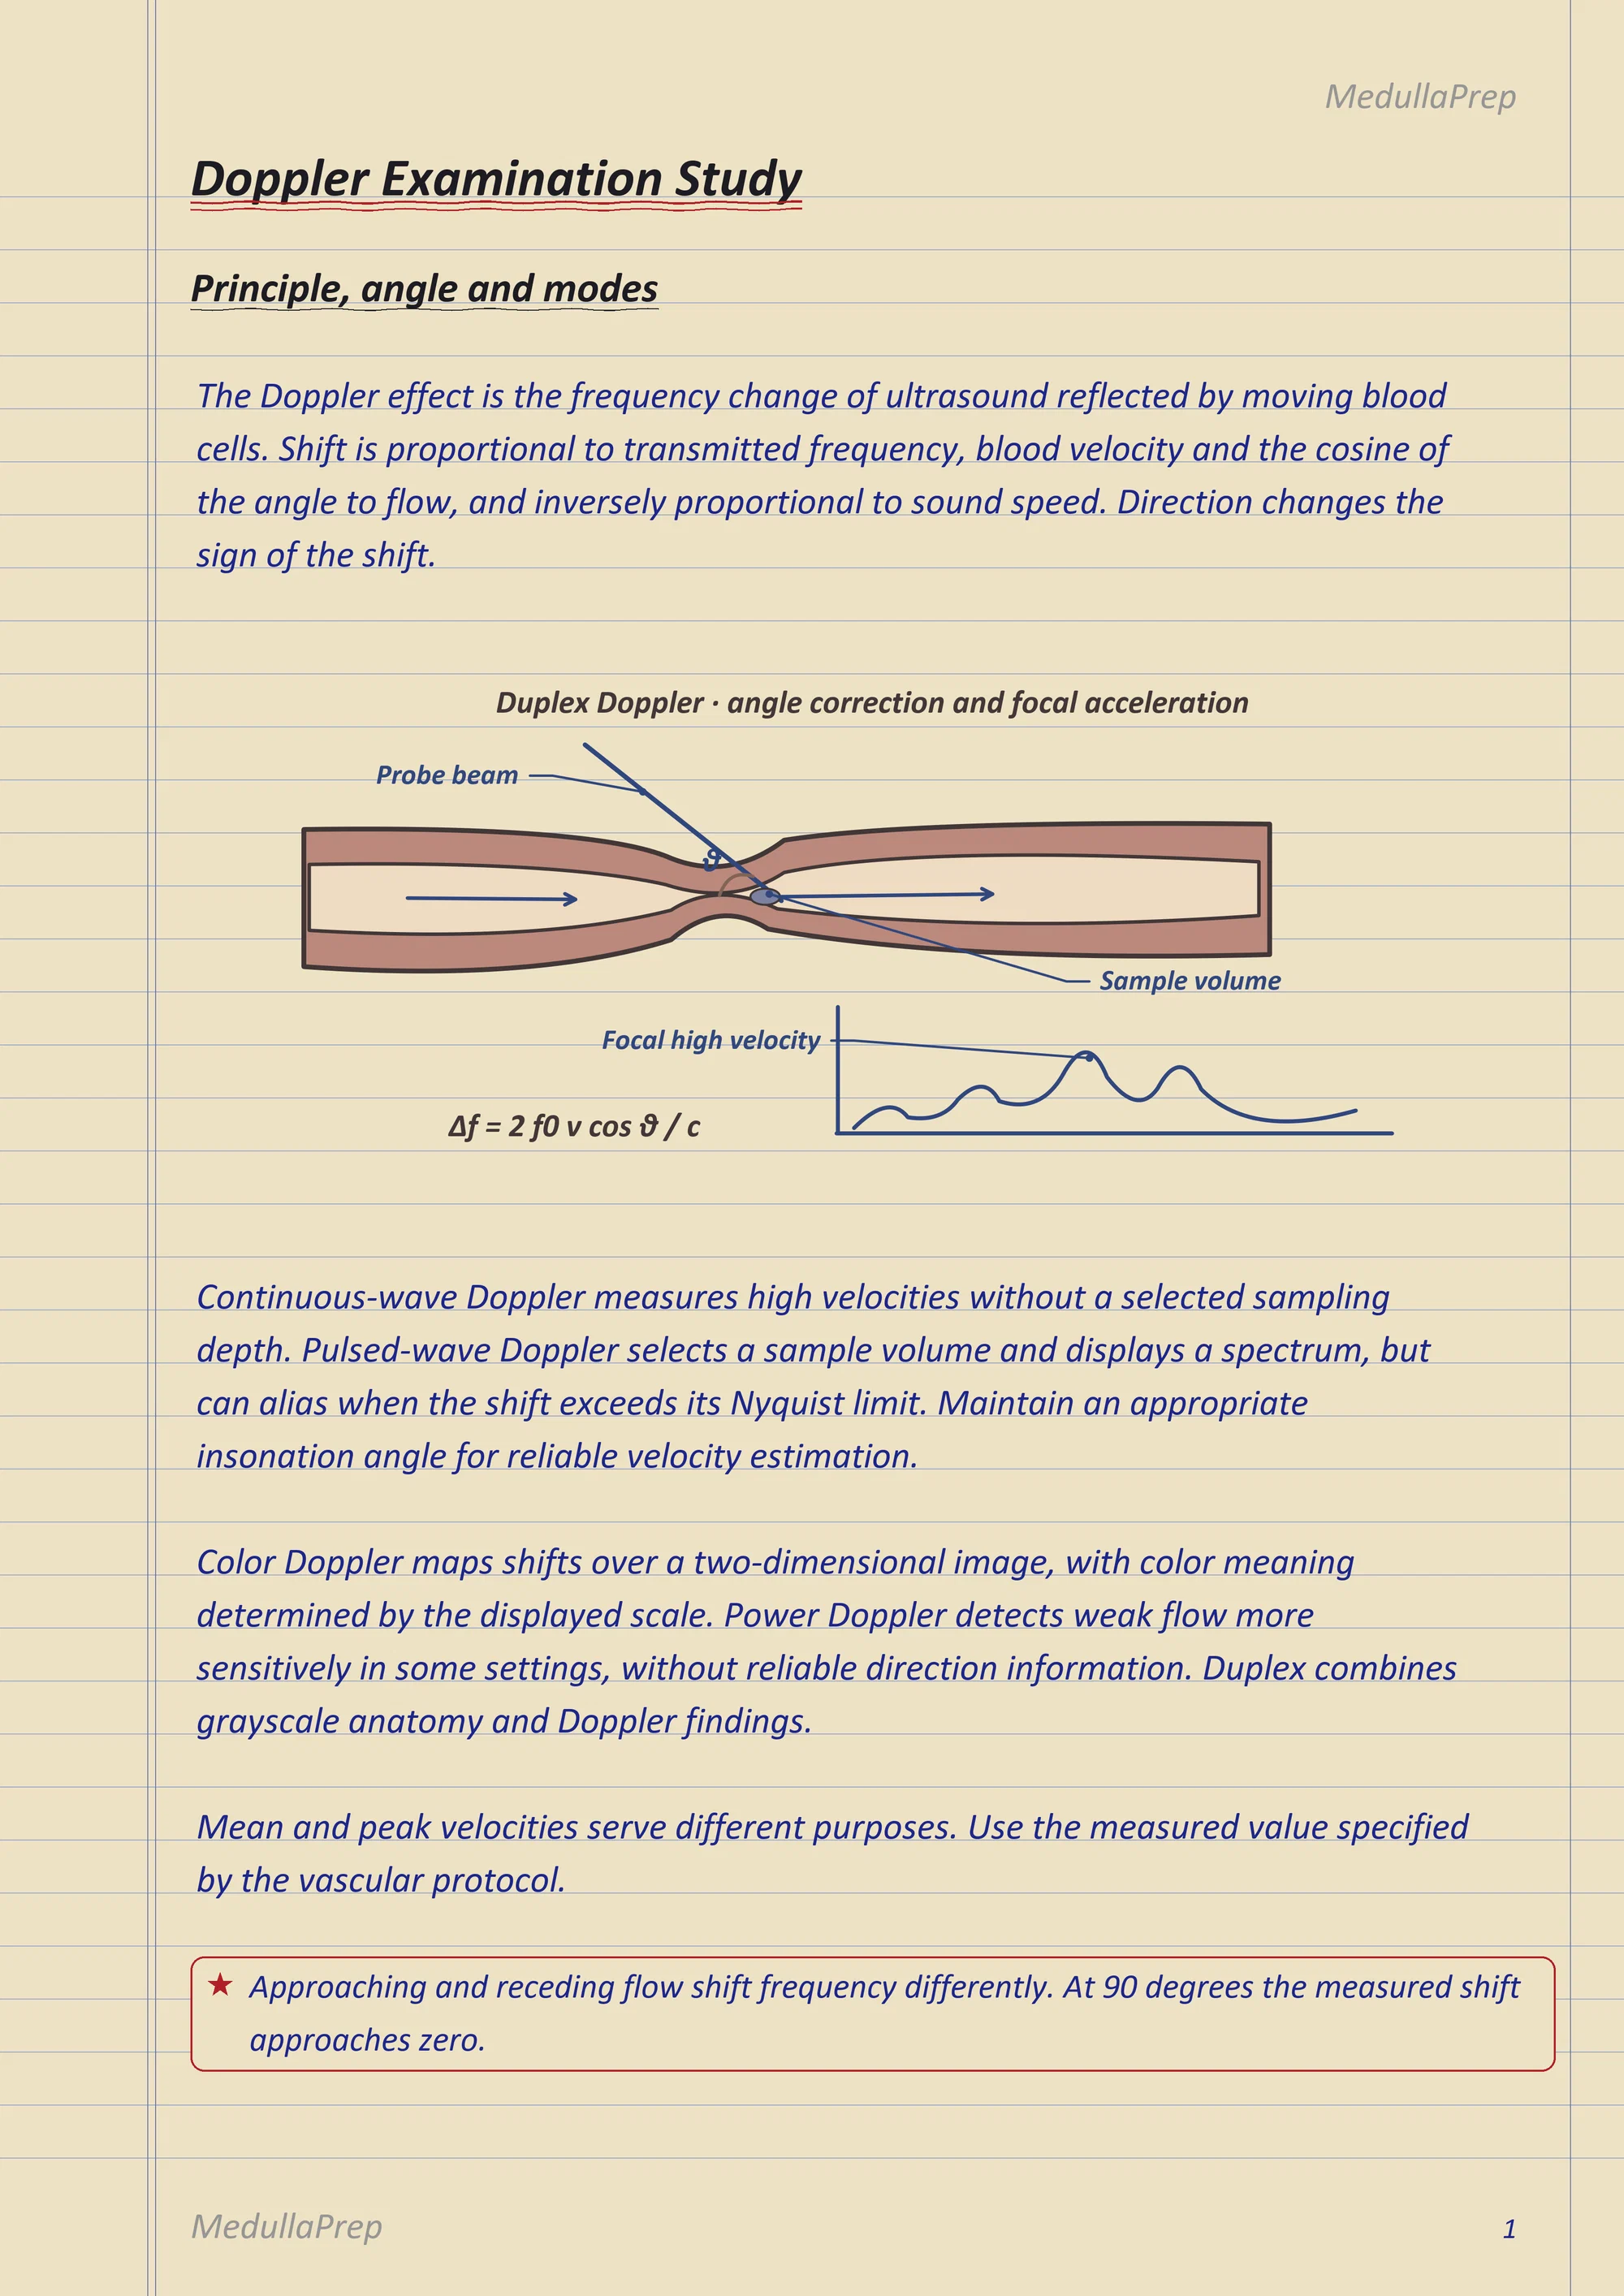 MedullaPrep
Doppler Examination Study
Principle, angle and modes
The Doppler effect is the frequency change of ultrasound reflected by moving blood
cells. Shift is proportional to transmitted frequency, blood velocity and the cosine of
the angle to flow, and inversely proportional to sound speed. Direction changes the
sign of the shift.
Duplex Doppler · angle correction and focal acceleration
Probe beam
ϑ
Sample volume
Focal high velocity
Δf = 2 f0 v cos ϑ / c
Continuous-wave Doppler measures high velocities without a selected sampling
depth. Pulsed-wave Doppler selects a sample volume and displays a spectrum, but
can alias when the shift exceeds its Nyquist limit. Maintain an appropriate
insonation angle for reliable velocity estimation.
Color Doppler maps shifts over a two-dimensional image, with color meaning
determined by the displayed scale. Power Doppler detects weak flow more
sensitively in some settings, without reliable direction information. Duplex combines
grayscale anatomy and Doppler findings.
Mean and peak velocities serve different purposes. Use the measured value specified
by the vascular protocol.
★ Approaching and receding flow shift frequency differently. At 90 degrees the measured shift
approaches zero.
MedullaPrep
1